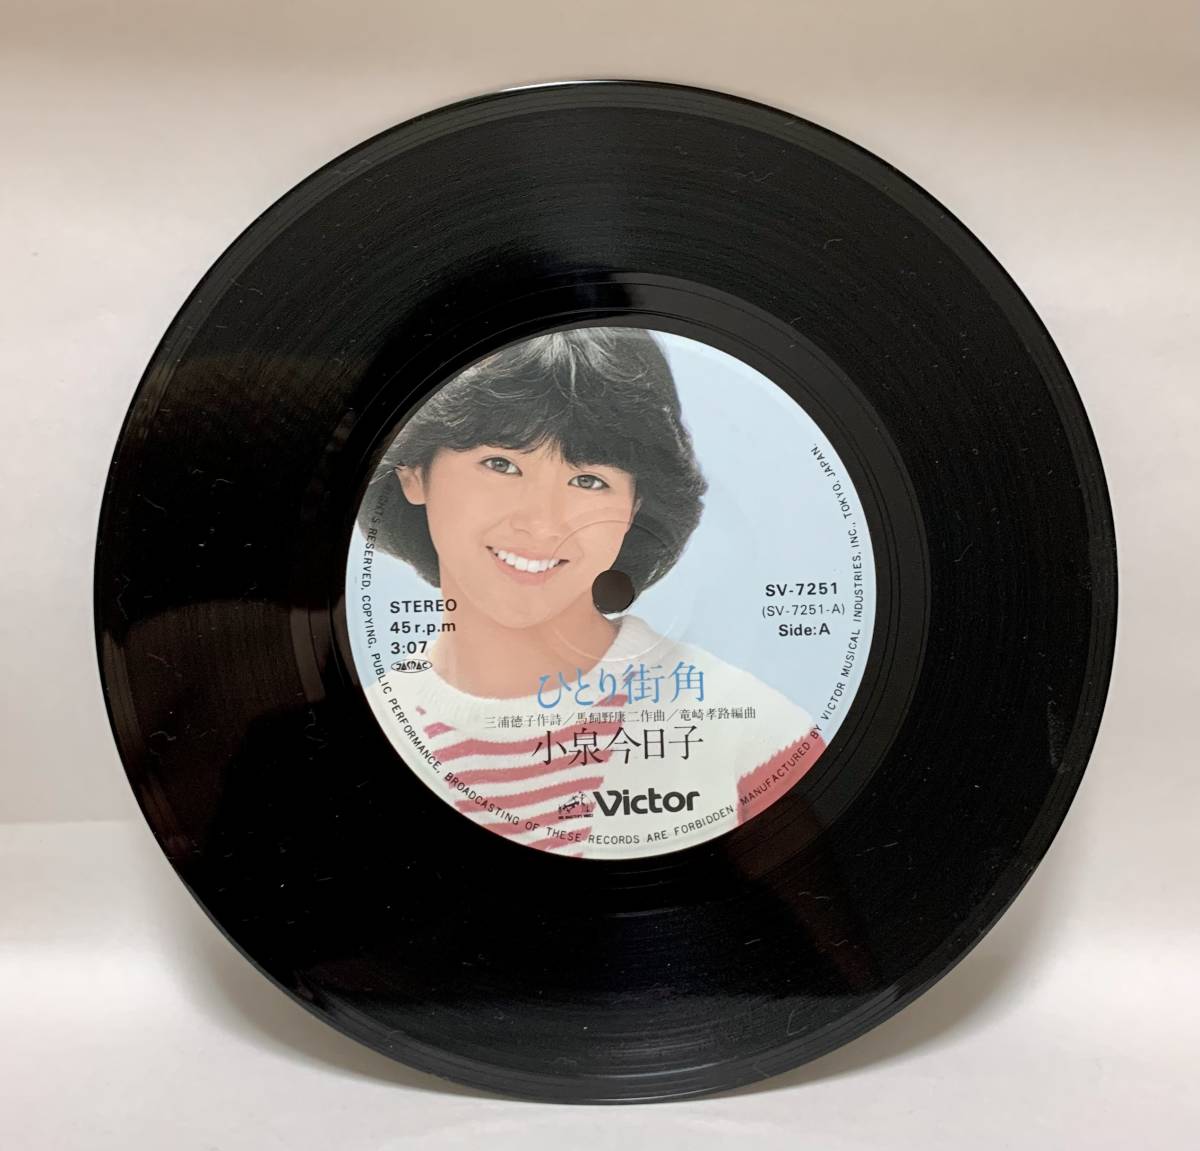 STEREO
45 r.p.m
3:07
JASRAC
SV-7251
(SV-7251-A)
Side:A
ひとり街角
三浦徳子作詩／馬飼野康二作曲／竜崎孝路編曲
小泉今日子
Victor
RIGHTS RESERVED, COPYING, PUBLIC PERFORMANCE, BROADCASTING OF THESE RECORDS ARE FORBIDDEN. MANUFACTURED BY VICTOR MUSICAL INDUSTRIES, INC., TOKYO, JAPAN.